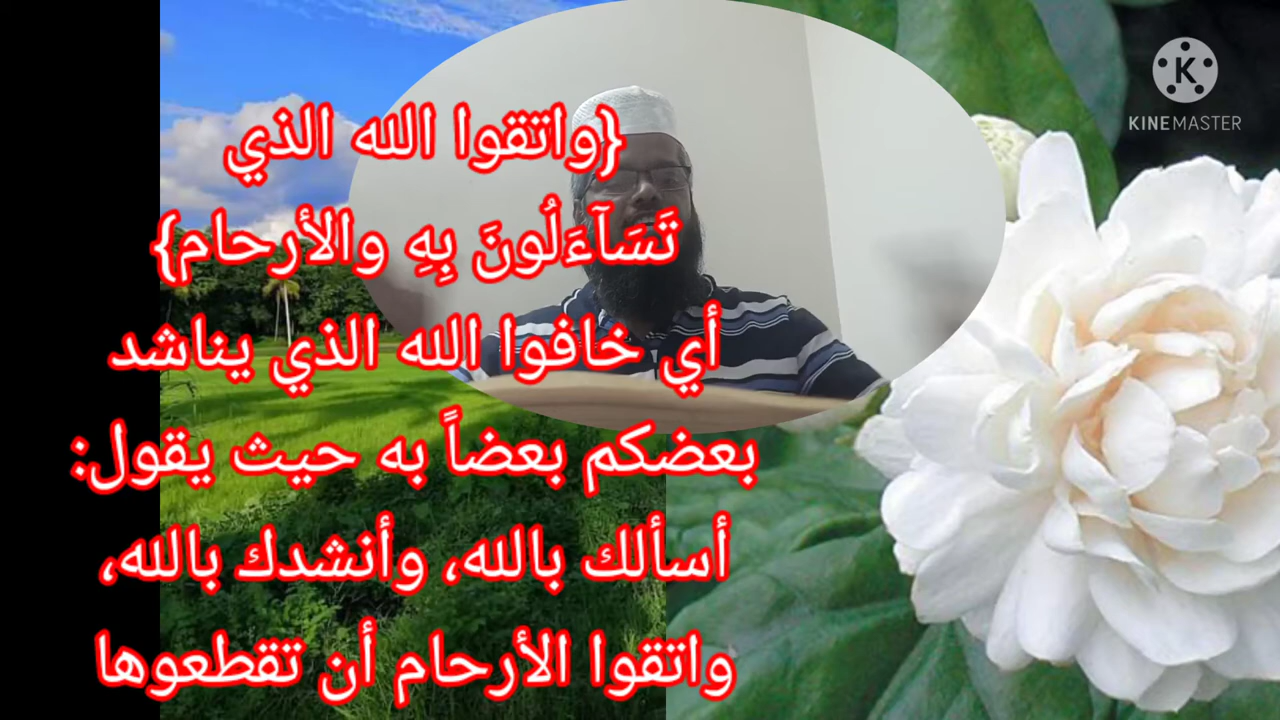 {واتقوا الله الذي
تَسَآءَلُونَ بِهِ والأرحام}
أي خافوا الله الذي يناشد
بعضكم بعضاً به حيث يقول:
أسألك بالله، وأنشدك بالله،
واتقوا الأرحام أن تقطعوها
K
KINEMASTER